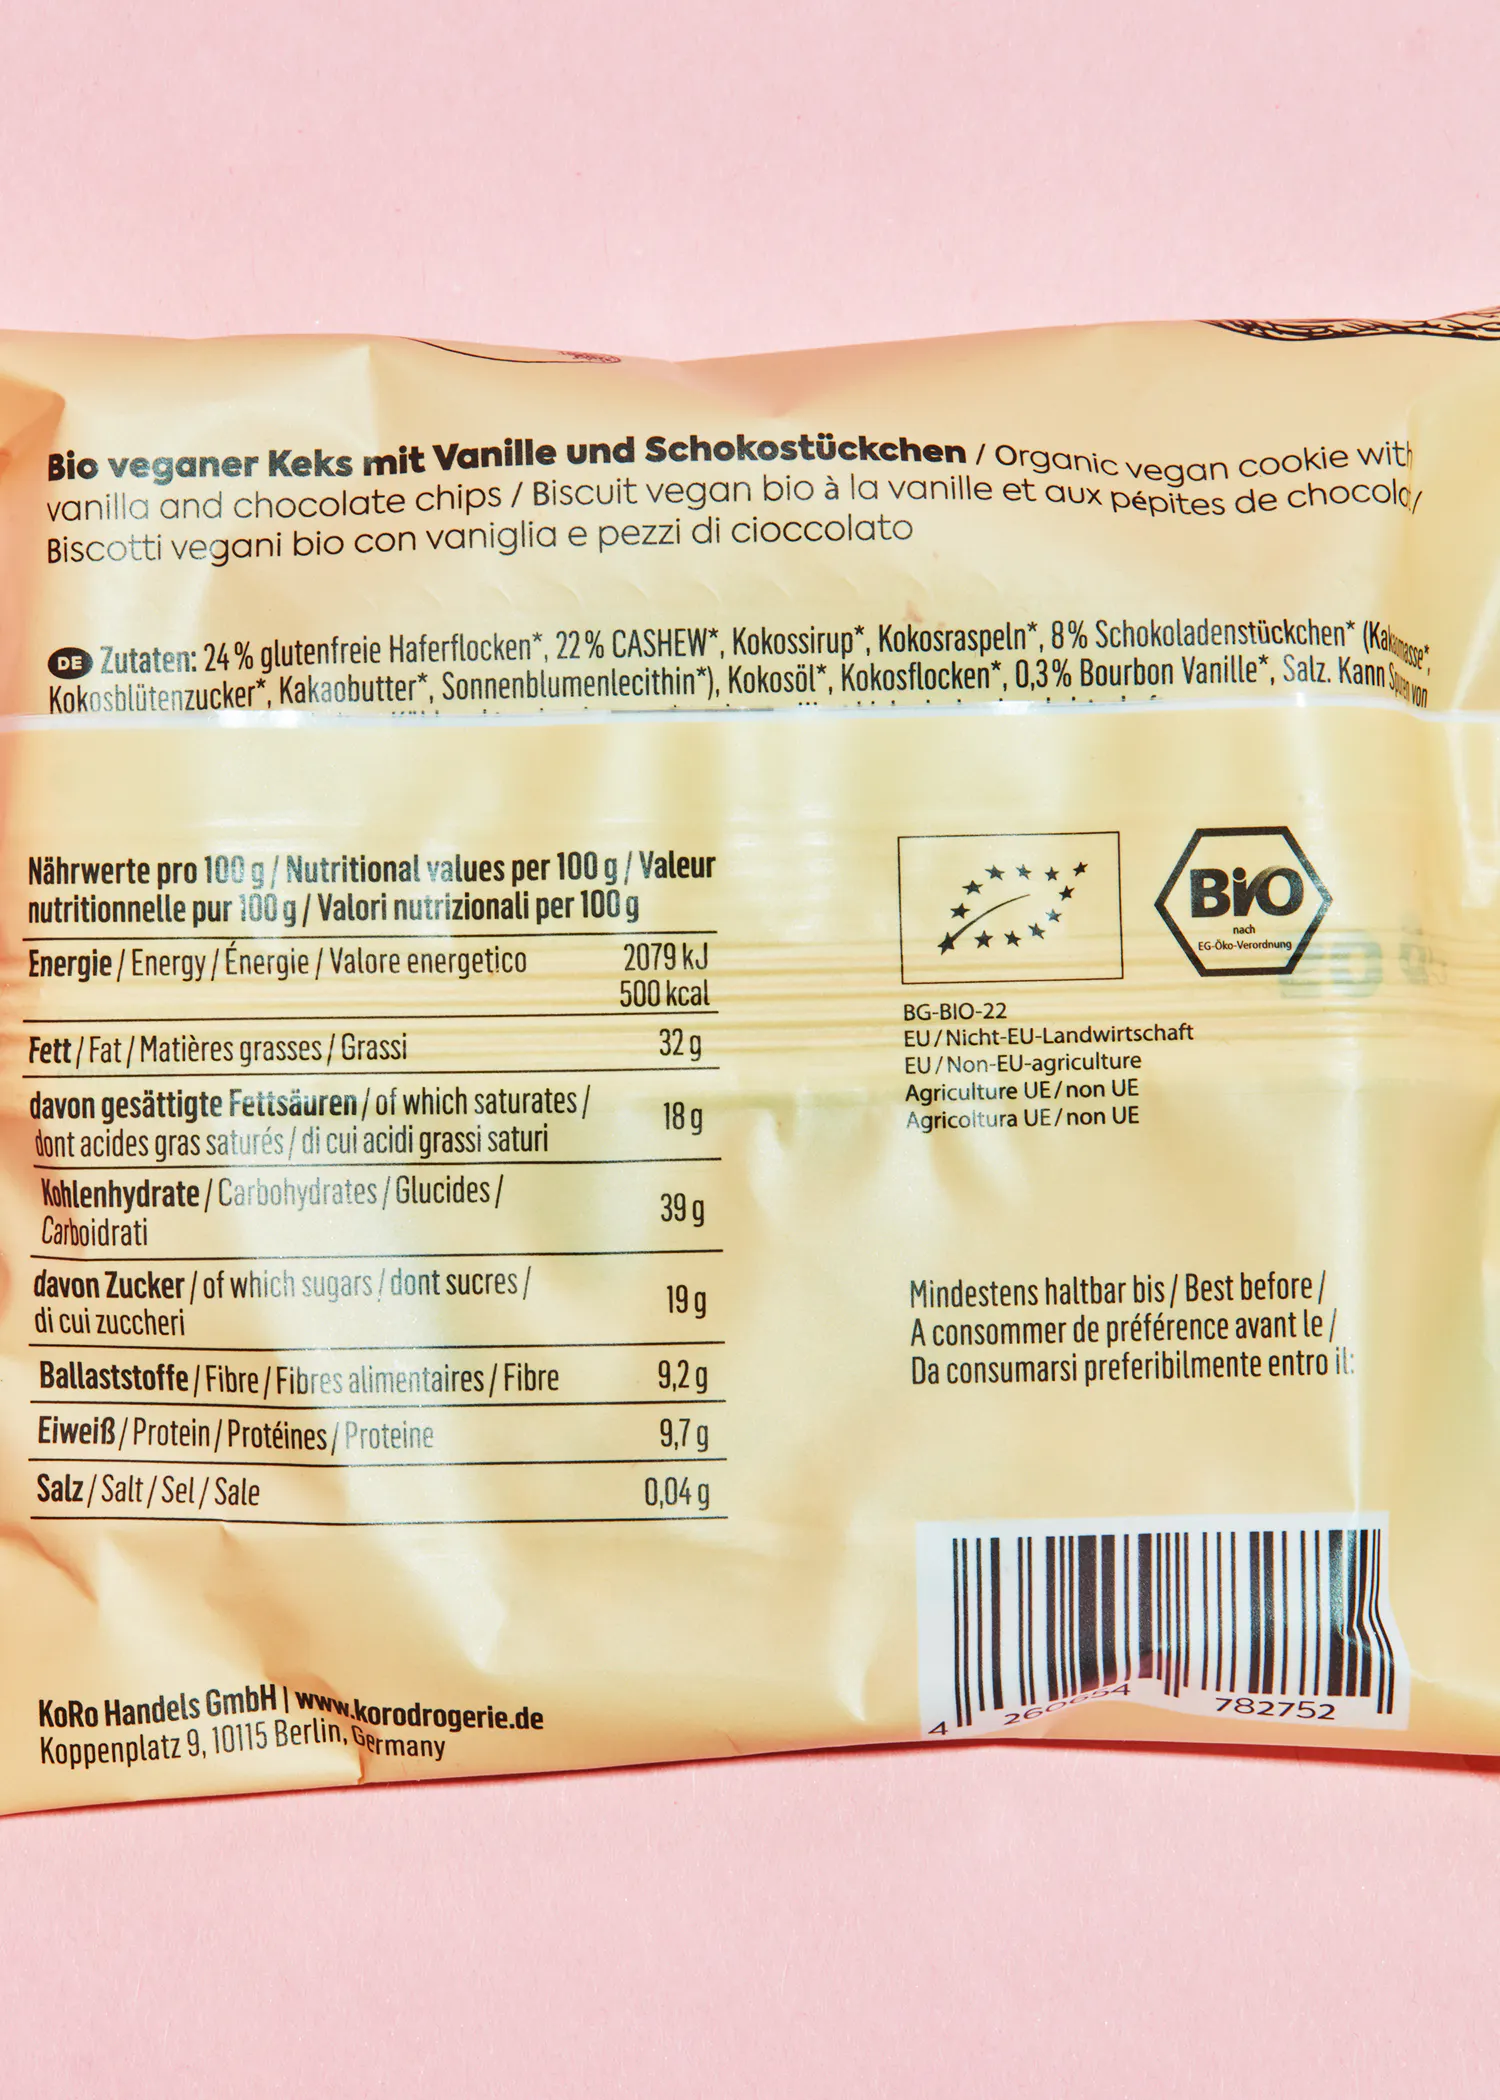 Bio veganer Keks mit Vanille und Schokostückchen / Organic vegan cookie with
vanilla and chocolate chips / Biscuit vegan bio à la vanille et aux pépites de
Biscotti vegani bio con vaniglia e pezzi di cioccolato
DE Zutaten: 24 % glutenfreie Haferflocken*, 22 % CASHEW*, Kokossirup*, Kokosraspeln*, 8 % Schokoladenstückchen* (Kakaomasse*,
Kokosblütenzucker*, Kakaobutter*, Sonnenblumenlecithin*), Kokosöl*, Kokosflocken*, 0,3% Bourbon Vanille*, Salz. Kann Spuren von
Nährwerte pro 100 g / Nutritional values per 100 g / Valeur
nutritionnelle pur 100 g / Valori nutrizionali per 100 g
Energie / Energy / Énergie / Valore energetico 2079 kJ
500 kcal
Fett / Fat / Matières grasses / Grassi 32 g
davon gesättigte Fettsäuren / of which saturates /
dont acides gras saturés / di cui acidi grassi saturi 18 g
Kohlenhydrate / Carbohydrates / Glucides /
Carboidrati 39 g
davon Zucker / of which sugars / dont sucres /
di cui zuccheri 19 g
Ballaststoffe / Fibre / Fibres alimentaires / Fibre 9,2 g
Eiweiß / Protein / Protéines / Proteine 9,7 g
Salz / Salt / Sel / Sale 0,04 g
BIO
nach
EG-Öko-Verordnung
BG-BIO-22
EU / Nicht-EU-Landwirtschaft
EU / Non-EU-agriculture
Agriculture UE / non UE
Agricoltura UE / non UE
Mindestens haltbar bis / Best before /
A consommer de préférence avant le /
Da consumarsi preferibilmente entro il:
4 260654 782752
KoRo Handels GmbH | www.korodrogerie.de
Koppenplatz 9, 10115 Berlin, Germany